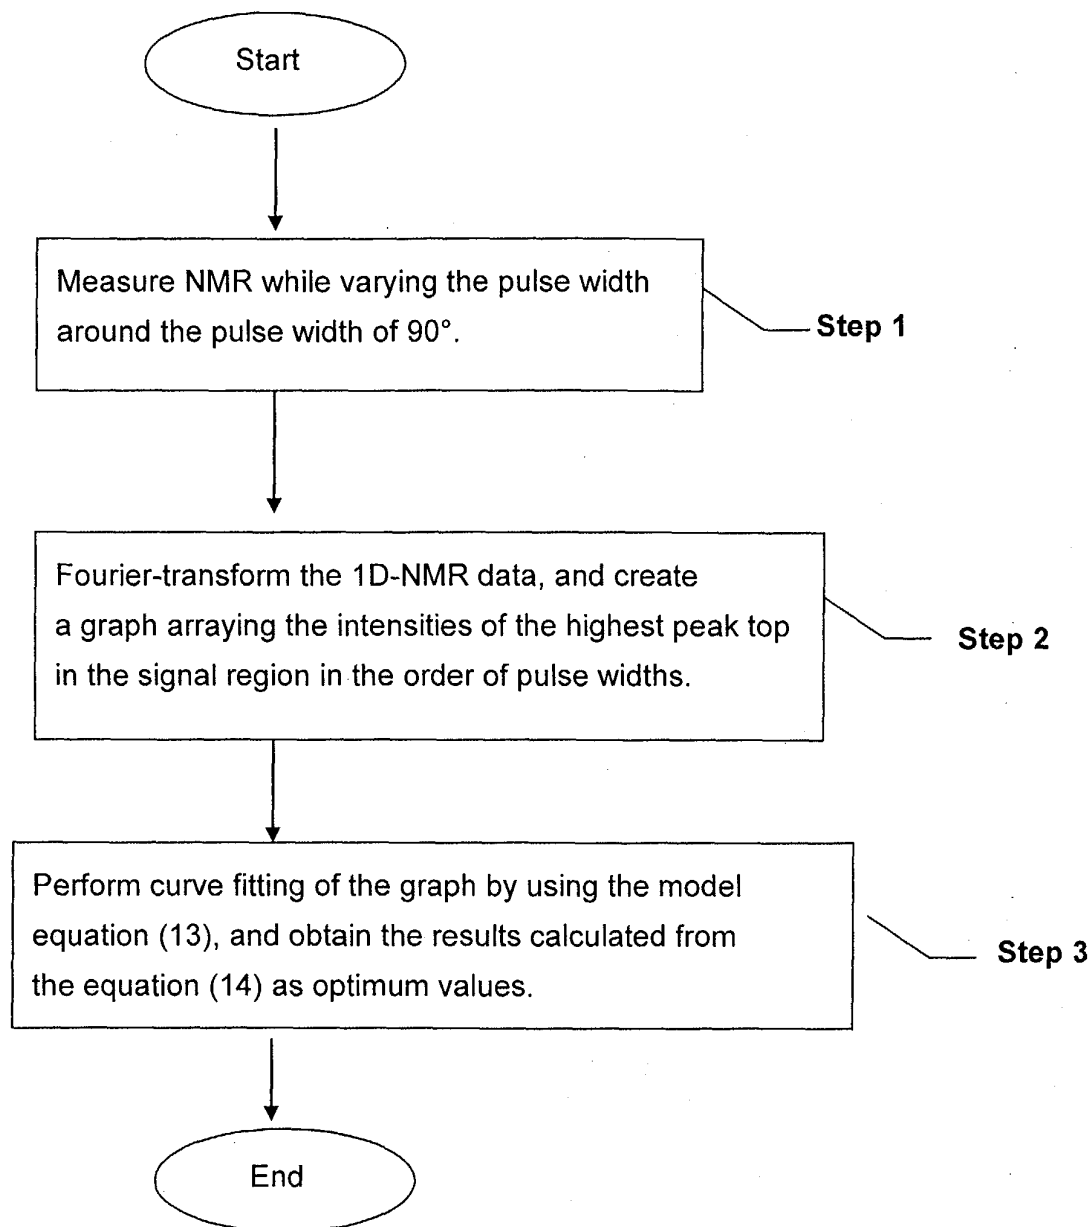 Start
Measure NMR while varying the pulse width
around the pulse width of 90°.
Step 1
Fourier-transform the 1D-NMR data, and create
a graph arraying the intensities of the highest peak top
in the signal region in the order of pulse widths.
Step 2
Perform curve fitting of the graph by using the model
equation (13), and obtain the results calculated from
the equation (14) as optimum values.
Step 3
End